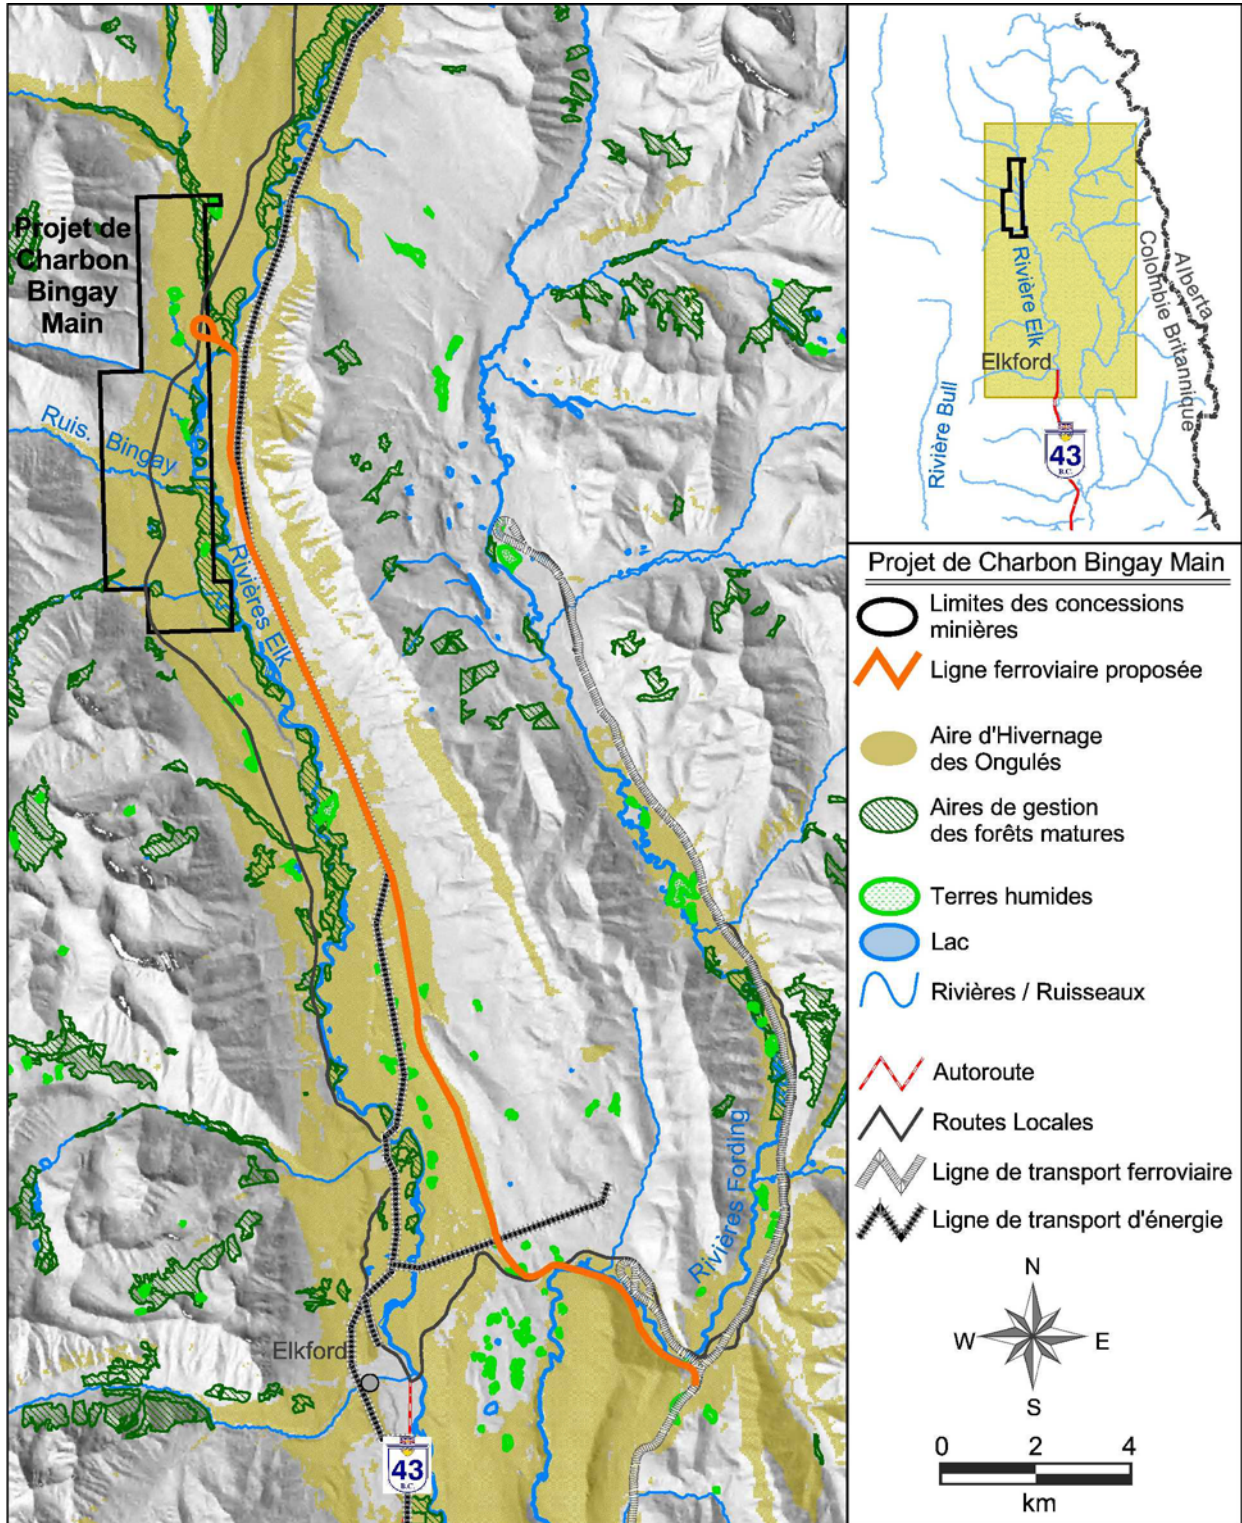 Projet de
Charbon
Bingay
Main
Ruis. Bingay
Rivières Elk
Rivières Fording
Elkford
43
B.C.
Alberta
Colombie Britannique
Rivière Elk
Elkford
Rivière Bull
43
B.C.
Projet de Charbon Bingay Main
Limites des concessions
minières
Ligne ferroviaire proposée
Aire d'Hivernage
des Ongulés
Aires de gestion
des forêts matures
Terres humides
Lac
Rivières / Ruisseaux
Autoroute
Routes Locales
Ligne de transport ferroviaire
Ligne de transport d'énergie
N
W
E
S
0 2 4
km